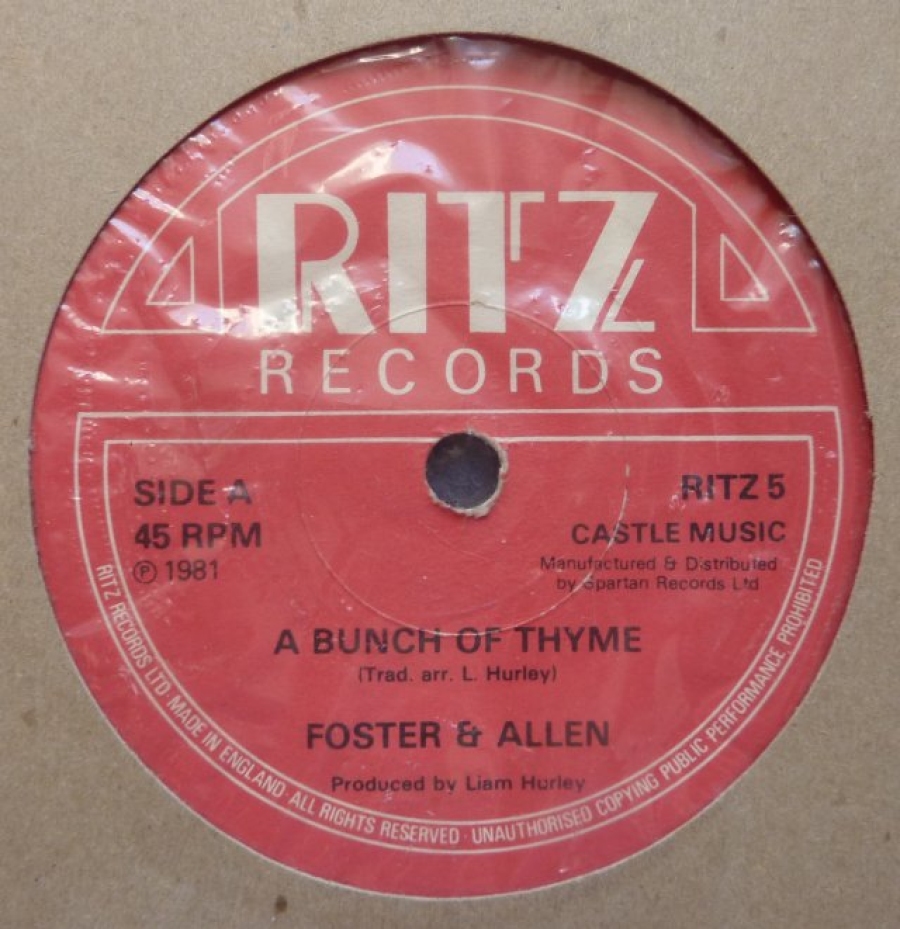 RITZ
RECORDS
SIDE A
45 RPM
℗ 1981
RITZ 5
CASTLE MUSIC
Manufactured & Distributed
by Spartan Records Ltd
A BUNCH OF THYME
(Trad. arr. L. Hurley)
FOSTER & ALLEN
Produced by Liam Hurley
RITZ RECORDS LTD· MADE IN ENGLAND· ALL RIGHTS RESERVED · UNAUTHORISED COPYING PUBLIC PERFORMANCE PROHIBITED